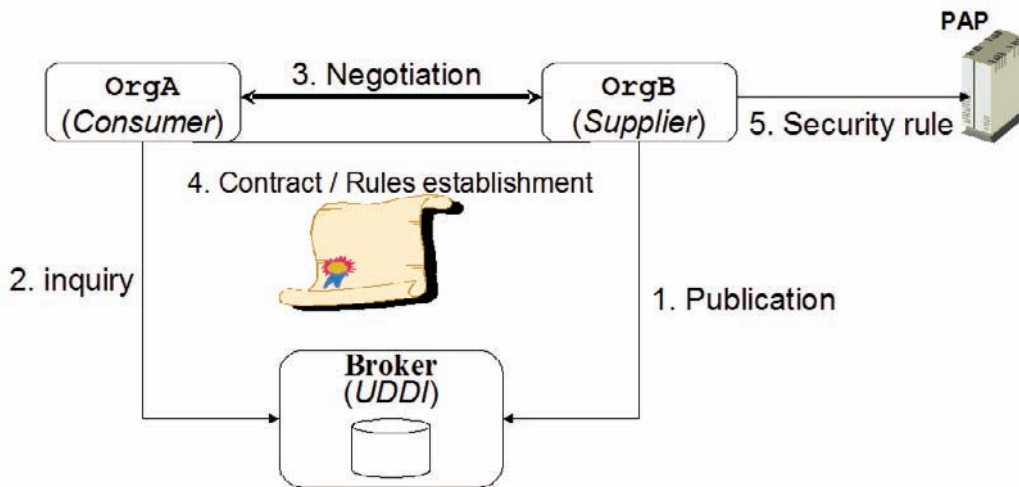 PAP
OrgA
(Consumer)
3. Negotiation
OrgB
(Supplier)
5. Security rule
4. Contract / Rules establishment
2. inquiry
1. Publication
Broker
(UDDI)